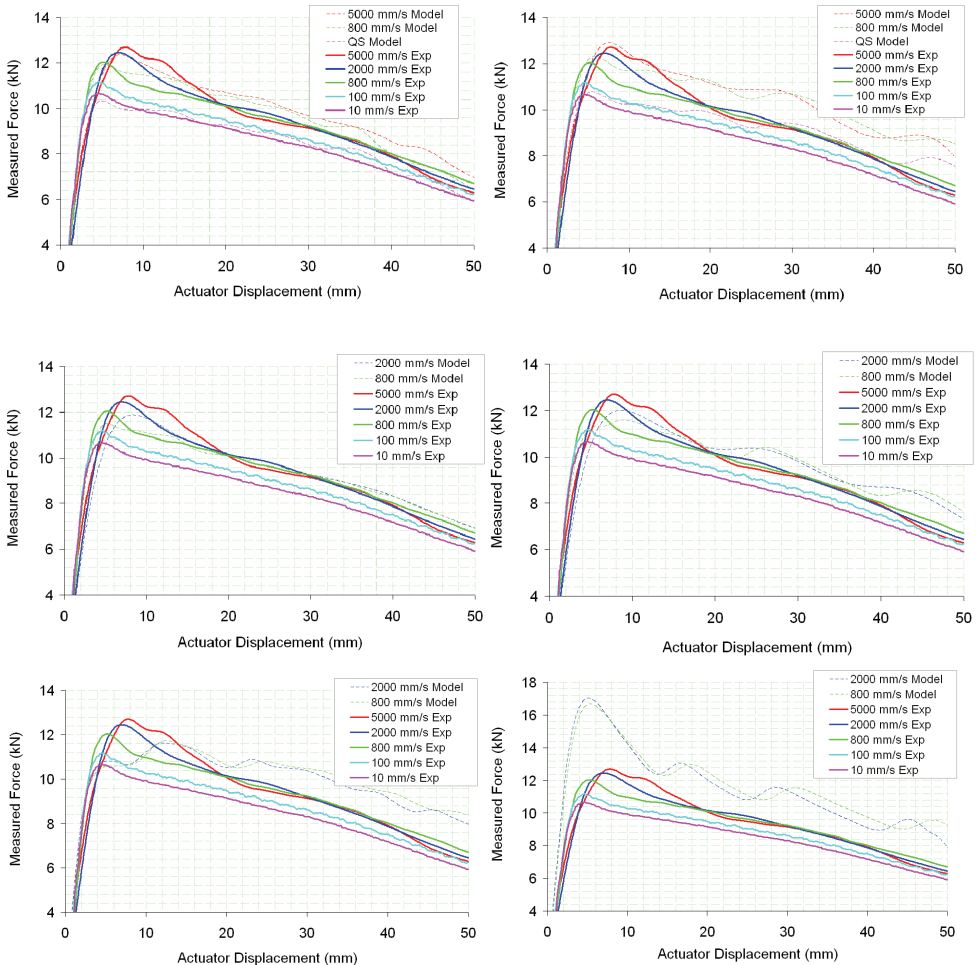 Measured Force (kN)
14
12
10
8
6
4
0
10
20
30
40
50
Actuator Displacement (mm)
5000 mm/s Model
800 mm/s Model
QS Model
5000 mm/s Exp
2000 mm/s Exp
800 mm/s Exp
100 mm/s Exp
10 mm/s Exp
Measured Force (kN)
14
12
10
8
6
4
0
10
20
30
40
50
Actuator Displacement (mm)
5000 mm/s Model
800 mm/s Model
QS Model
5000 mm/s Exp
2000 mm/s Exp
800 mm/s Exp
100 mm/s Exp
10 mm/s Exp
Measured Force (kN)
14
12
10
8
6
4
0
10
20
30
40
50
Actuator Displacement (mm)
2000 mm/s Model
800 mm/s Model
5000 mm/s Exp
2000 mm/s Exp
800 mm/s Exp
100 mm/s Exp
10 mm/s Exp
Measured Force (kN)
14
12
10
8
6
4
0
10
20
30
40
50
Actuator Displacement (mm)
2000 mm/s Model
800 mm/s Model
5000 mm/s Exp
2000 mm/s Exp
800 mm/s Exp
100 mm/s Exp
10 mm/s Exp
Measured Force (kN)
14
12
10
8
6
4
0
10
20
30
40
50
Actuator Displacement (mm)
2000 mm/s Model
800 mm/s Model
5000 mm/s Exp
2000 mm/s Exp
800 mm/s Exp
100 mm/s Exp
10 mm/s Exp
Measured Force (kN)
18
16
14
12
10
8
6
4
0
10
20
30
40
50
Actuator Displacement (mm)
2000 mm/s Model
800 mm/s Model
5000 mm/s Exp
2000 mm/s Exp
800 mm/s Exp
100 mm/s Exp
10 mm/s Exp